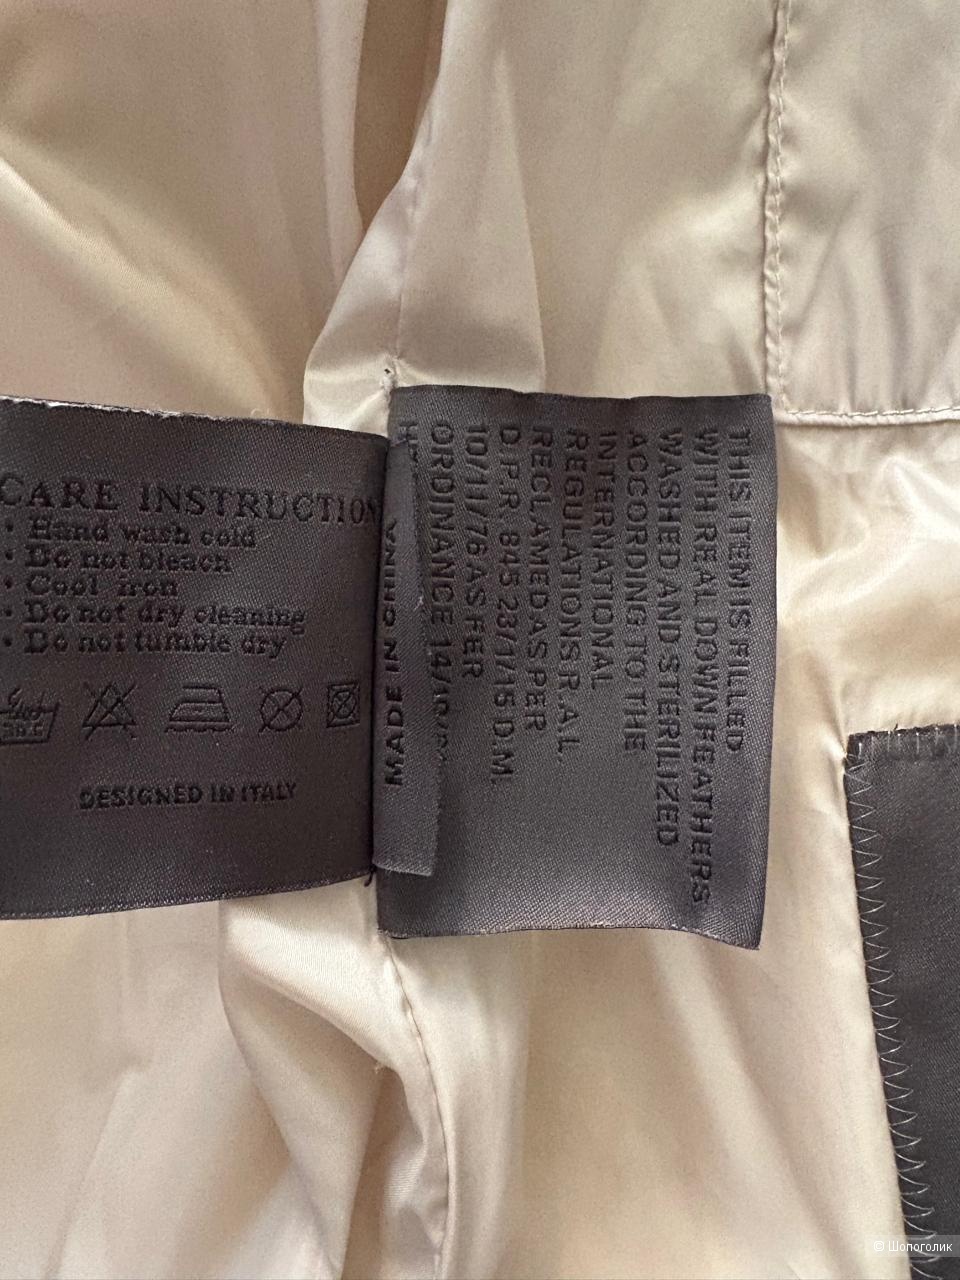 CARE INSTRUCTION
· Hand wash cold
· Do not bleach
· Cool iron
· Do not dry cleaning
· Do not tumble dry
DESIGNED IN ITALY
MADE IN CHINA
THIS ITEM IS FILLED
WITH REAL DOWN FEATHERS
WASHED AND STERILIZED
ACCORDING TO THE
INTERNATIONAL
REGULATIONS R.A.L.
RECLAMED AS PER
D.P.R. 845 23/1/15 D.M.
10/11/76 AS FER
ORDINANCE
© Шопоголик